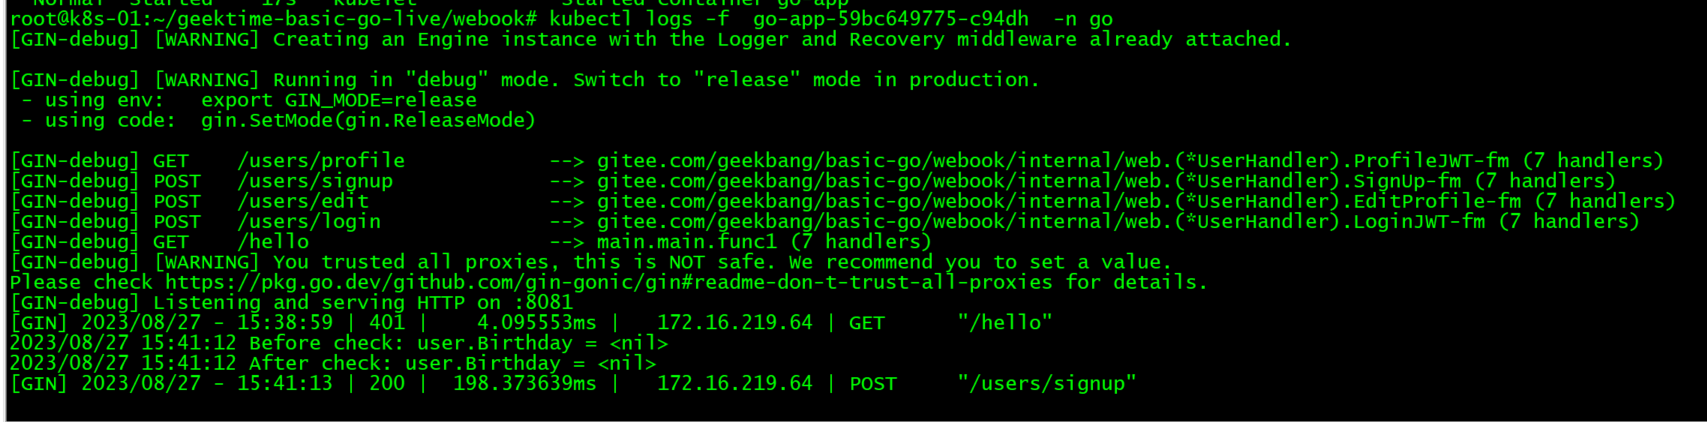 Normal  Started    17s   kubelet            Started container go-app
root@k8s-01:~/geektime-basic-go-live/webook# kubectl logs -f  go-app-59bc649775-c94dh  -n go
[GIN-debug] [WARNING] Creating an Engine instance with the Logger and Recovery middleware already attached.
[GIN-debug] [WARNING] Running in "debug" mode. Switch to "release" mode in production.
 - using env:   export GIN_MODE=release
 - using code:  gin.SetMode(gin.ReleaseMode)
[GIN-debug] GET    /users/profile            --> gitee.com/geekbang/basic-go/webook/internal/web.(*UserHandler).ProfileJWT-fm (7 handlers)
[GIN-debug] POST   /users/signup             --> gitee.com/geekbang/basic-go/webook/internal/web.(*UserHandler).SignUp-fm (7 handlers)
[GIN-debug] POST   /users/edit               --> gitee.com/geekbang/basic-go/webook/internal/web.(*UserHandler).EditProfile-fm (7 handlers)
[GIN-debug] POST   /users/login              --> gitee.com/geekbang/basic-go/webook/internal/web.(*UserHandler).LoginJWT-fm (7 handlers)
[GIN-debug] GET    /hello                    --> main.main.func1 (7 handlers)
[GIN-debug] [WARNING] You trusted all proxies, this is NOT safe. We recommend you to set a value.
Please check https://pkg.go.dev/github.com/gin-gonic/gin#readme-don-t-trust-all-proxies for details.
[GIN-debug] Listening and serving HTTP on :8081
[GIN] 2023/08/27 - 15:38:59 | 401 |    4.095553ms |   172.16.219.64 | GET      "/hello"
2023/08/27 15:41:12 Before check: user.Birthday = <nil>
2023/08/27 15:41:12 After check: user.Birthday = <nil>
[GIN] 2023/08/27 - 15:41:13 | 200 |  198.373639ms |   172.16.219.64 | POST     "/users/signup"